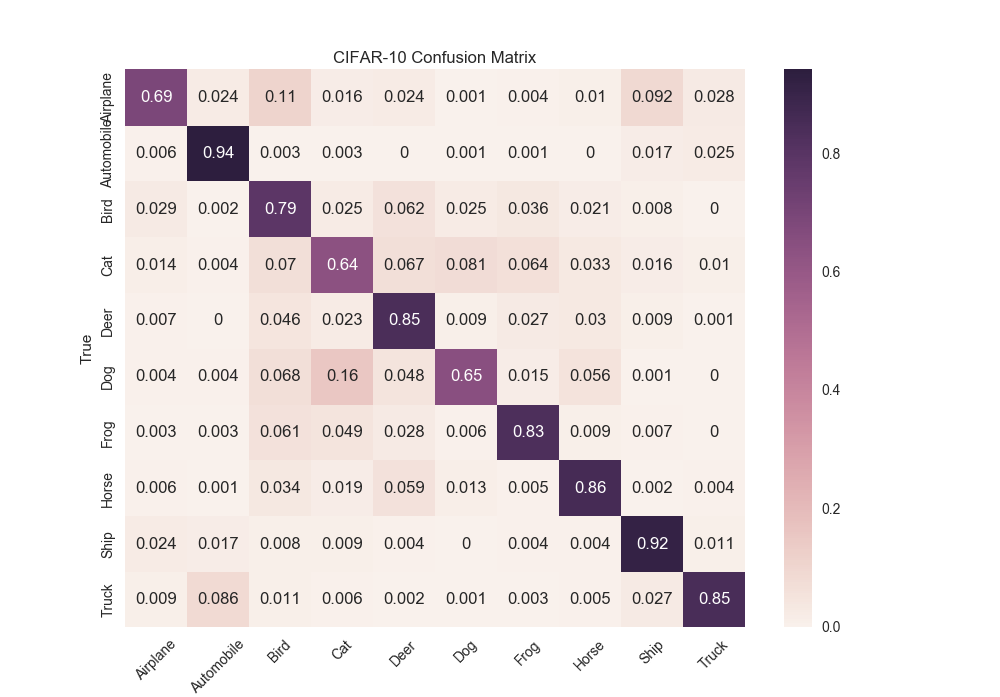 CIFAR-10 Confusion Matrix
Airplane 0.69 0.024 0.11 0.016 0.024 0.001 0.004 0.01 0.092 0.028
Automobile 0.006 0.94 0.003 0.003 0 0.001 0.001 0 0.017 0.025
0.8
Bird 0.029 0.002 0.79 0.025 0.062 0.025 0.036 0.021 0.008 0
Cat 0.014 0.004 0.07 0.64 0.067 0.081 0.064 0.033 0.016 0.01
0.6
Deer 0.007 0 0.046 0.023 0.85 0.009 0.027 0.03 0.009 0.001
True
Dog 0.004 0.004 0.068 0.16 0.048 0.65 0.015 0.056 0.001 0
0.4
Frog 0.003 0.003 0.061 0.049 0.028 0.006 0.83 0.009 0.007 0
Horse 0.006 0.001 0.034 0.019 0.059 0.013 0.005 0.86 0.002 0.004
0.2
Ship 0.024 0.017 0.008 0.009 0.004 0 0.004 0.004 0.92 0.011
Truck 0.009 0.086 0.011 0.006 0.002 0.001 0.003 0.005 0.027 0.85
0.0
Airplane Automobile Bird Cat Deer Dog Frog Horse Ship Truck